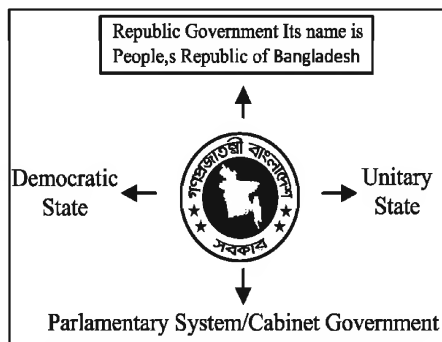 Republic Government Its name is
People,s Republic of Bangladesh
Democratic
State
গণপ্রজাতন্ত্রী বাংলাদেশ
সরকার
Unitary
State
Parlamentary System/Cabinet Government